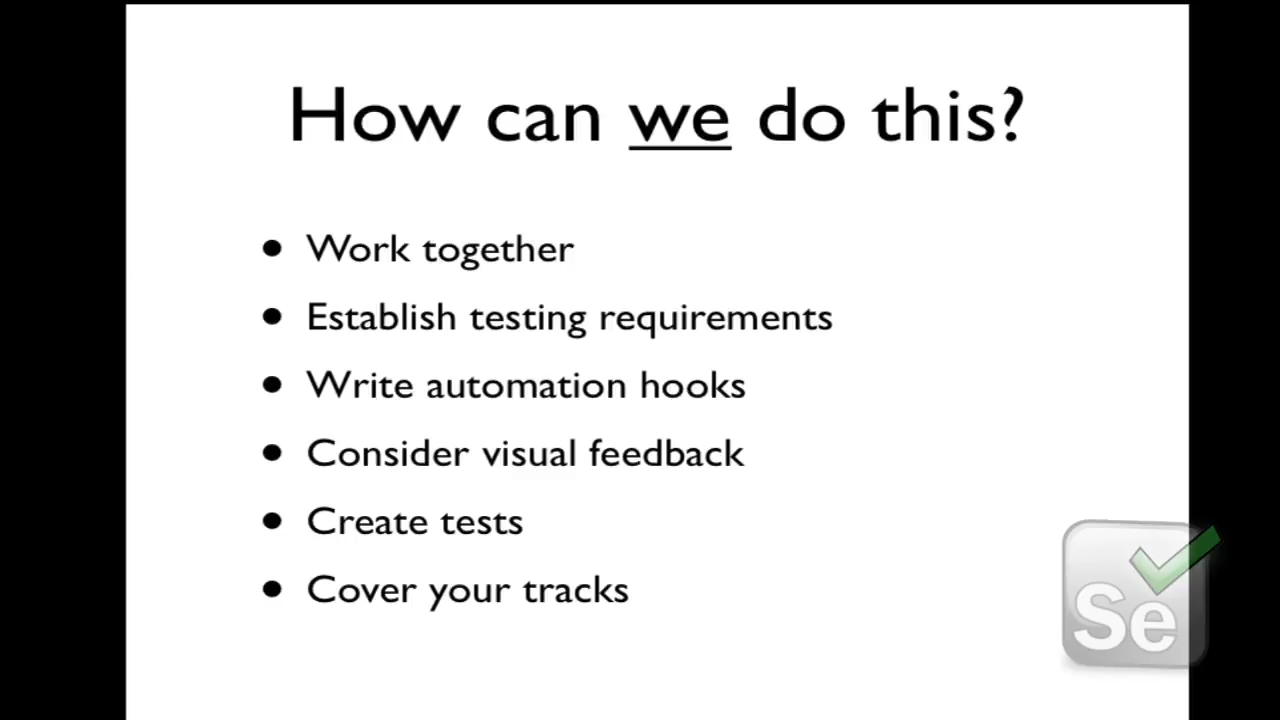 How can we do this?
• Work together
• Establish testing requirements
• Write automation hooks
• Consider visual feedback
• Create tests
• Cover your tracks
Se